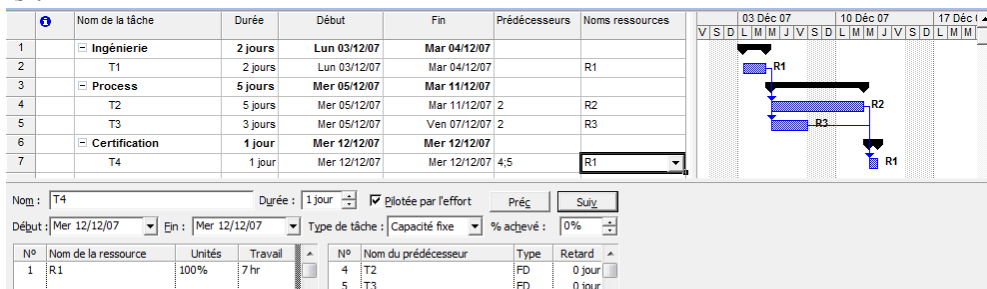 Nom de la tâche Durée Début Fin Prédécesseurs Noms ressources 03 Déc 07 10 Déc 07 17 Déc
V S D L M M J V S D L M M J V S D L M M
1 Ingénierie 2 jours Lun 03/12/07 Mar 04/12/07
2 T1 2 jours Lun 03/12/07 Mar 04/12/07 R1 R1
3 Process 5 jours Mer 05/12/07 Mar 11/12/07
4 T2 5 jours Mer 05/12/07 Mar 11/12/07 2 R2 R2
5 T3 3 jours Mer 05/12/07 Ven 07/12/07 2 R3 R3
6 Certification 1 jour Mer 12/12/07 Mer 12/12/07
7 T4 1 jour Mer 12/12/07 Mer 12/12/07 4;5 R1 R1
Nom : T4 Durée : 1 jour Pilotée par l'effort Préc Suiv
Début : Mer 12/12/07 Fin : Mer 12/12/07 Type de tâche : Capacité fixe % achevé : 0%
N° Nom de la ressource Unités Travail N° Nom du prédécesseur Type Retard
1 R1 100% 7 hr 4 T2 FD 0 jour
5 T3 FD 0 jour